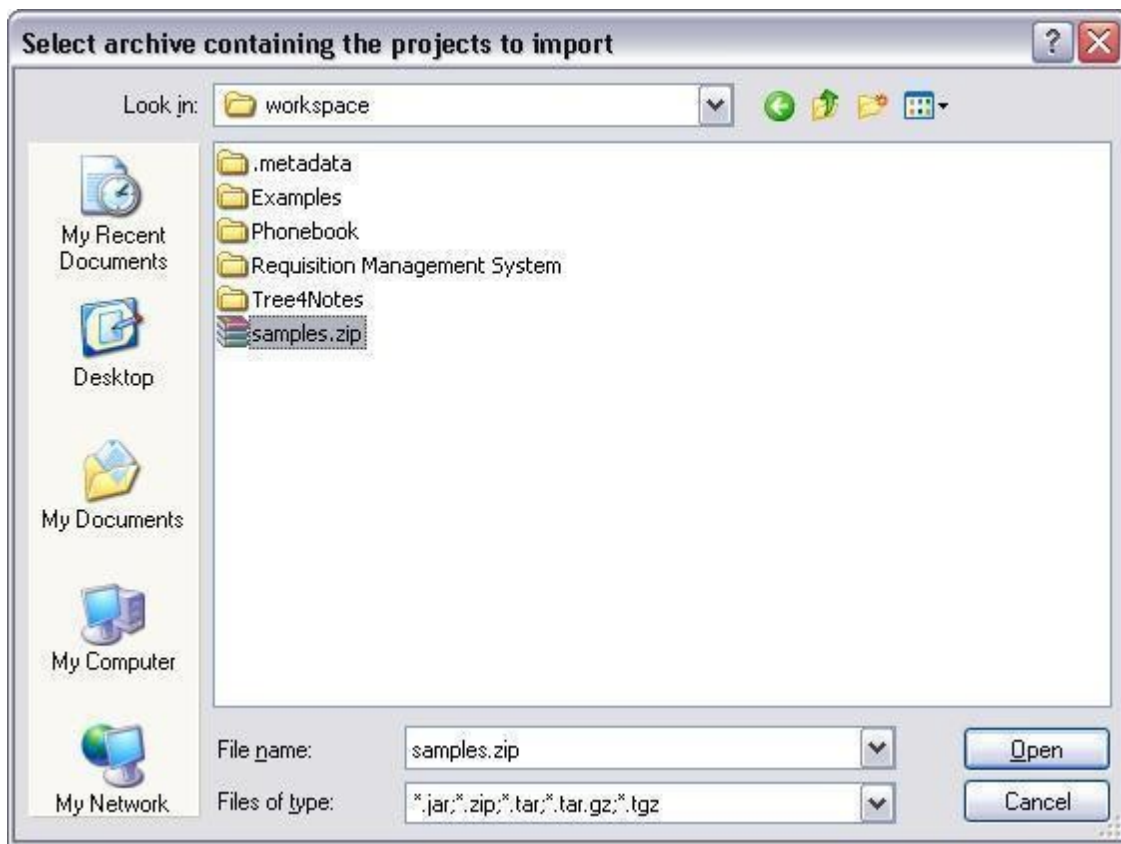 Select archive containing the projects to import
Look in: workspace
.metadata
Examples
Phonebook
Requisition Management System
Tree4Notes
samples.zip
My Recent
Documents
Desktop
My Documents
My Computer
My Network
File name: samples.zip Open
Files of type: *.jar;*.zip;*.tar;*.tar.gz;*.tgz Cancel